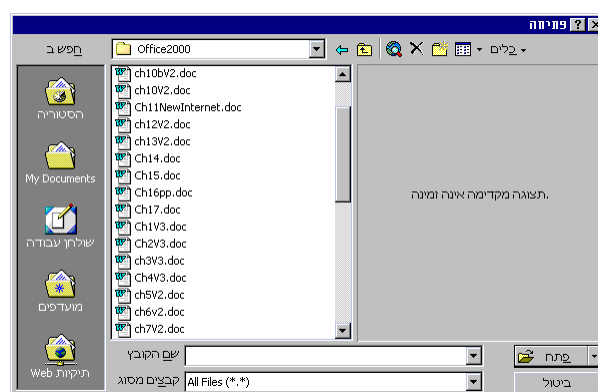 פתיחה
חפש ב
Office2000
כלים
הסטוריה
My Documents
שולחן עבודה
מועדפים
תיקיות Web
ch10bV2.doc
ch10V2.doc
Ch11NewInternet.doc
ch12V2.doc
ch13V2.doc
Ch14.doc
Ch15.doc
Ch16pp.doc
Ch17.doc
Ch1V3.doc
Ch2V3.doc
ch3V3.doc
Ch4V3.doc
ch5V2.doc
ch6v2.doc
ch7V2.doc
תצוגה מקדימה אינה זמינה.
שם הקובץ
פתח
קבצים מסוג
All Files (*.*)
ביטול